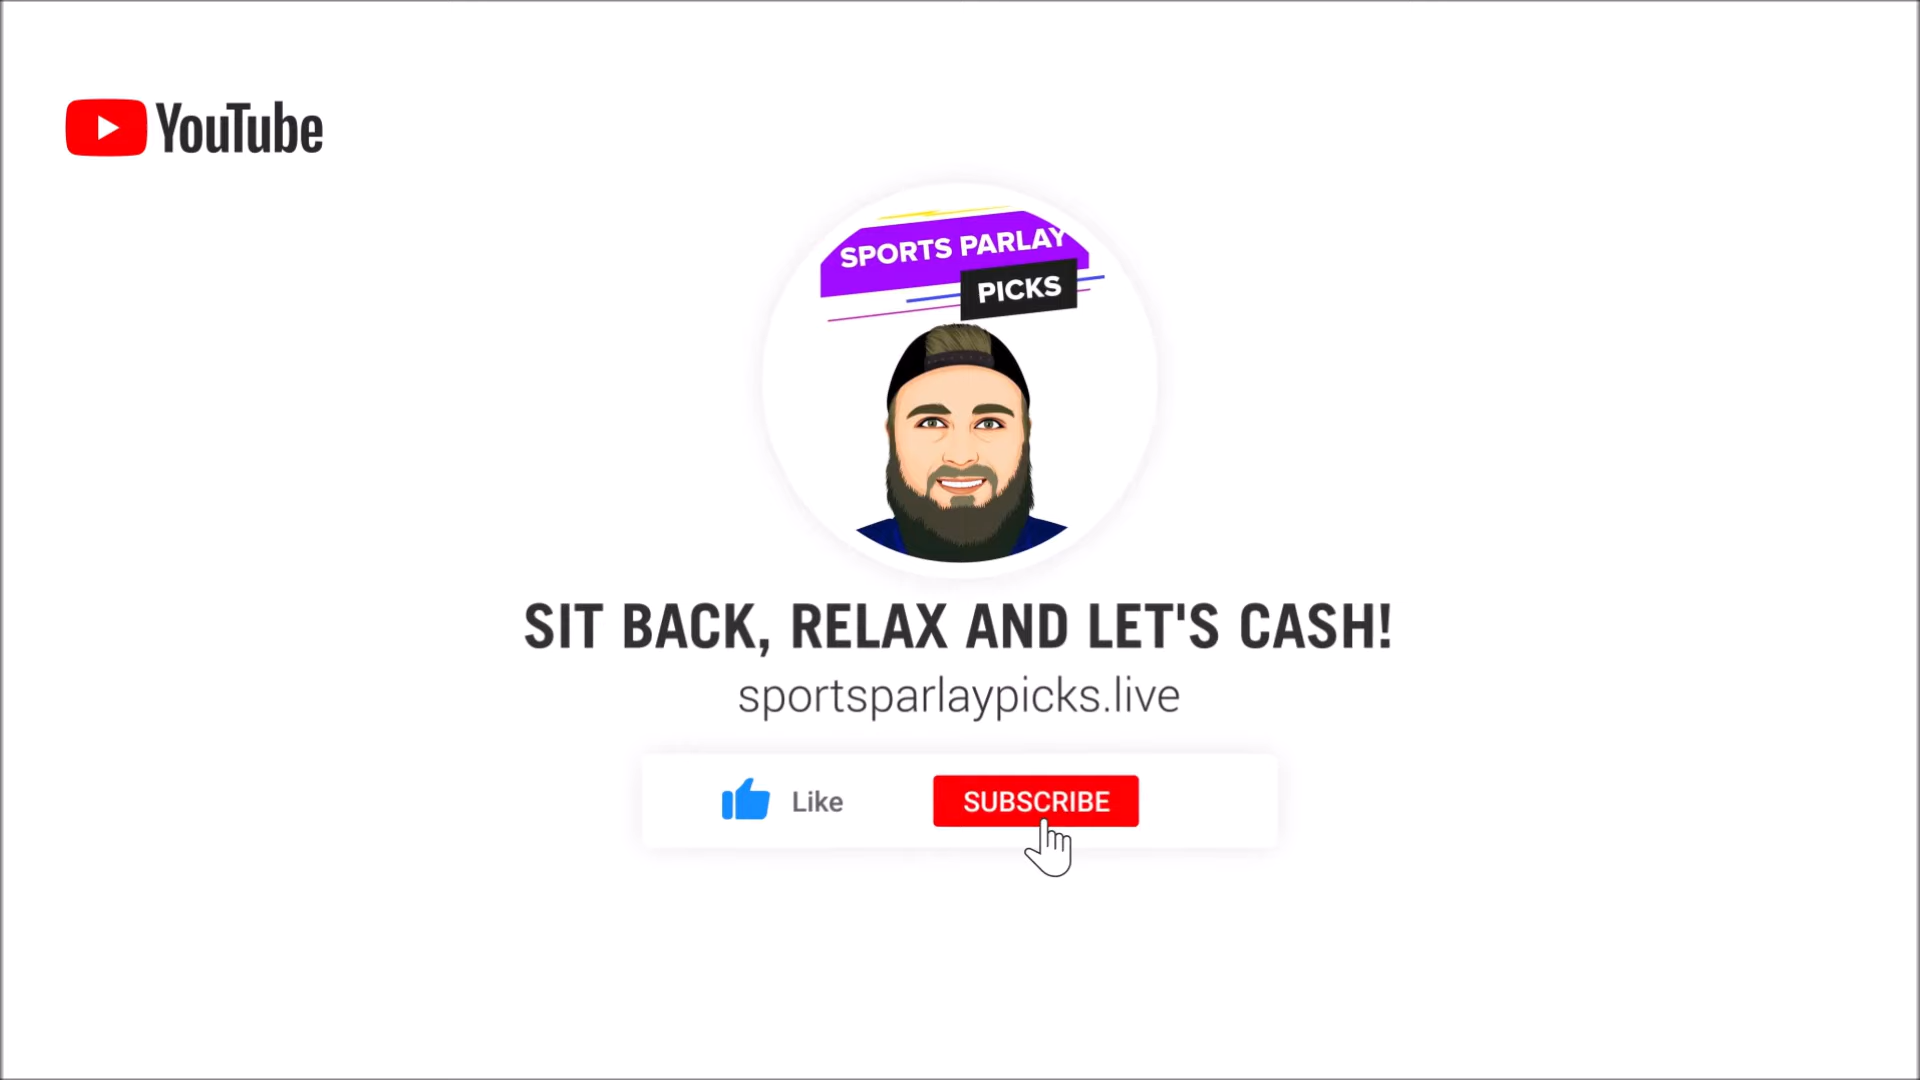 YouTube
SPORTS PARLAY
PICKS
SIT BACK, RELAX AND LET'S CASH!
sportsparlaypicks.live
Like
SUBSCRIBE